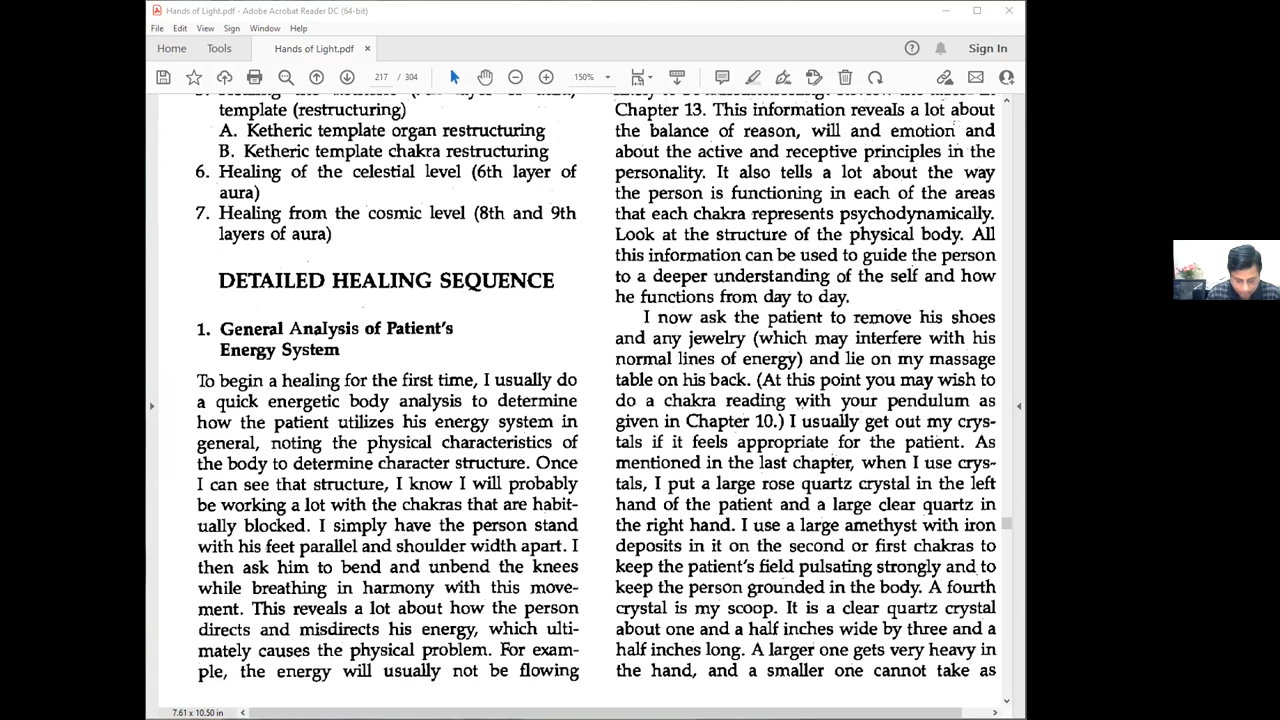 Hands of Light.pdf - Adobe Acrobat Reader DC (64-bit)
File Edit View Sign Window Help
Home Tools Hands of Light.pdf × Sign In
217 / 304 150%
template (restructuring)
A. Ketheric template organ restructuring
B. Ketheric template chakra restructuring
6. Healing of the celestial level (6th layer of
aura)
7. Healing from the cosmic level (8th and 9th
layers of aura)
DETAILED HEALING SEQUENCE
1. General Analysis of Patient's
Energy System
To begin a healing for the first time, I usually do
a quick energetic body analysis to determine
how the patient utilizes his energy system in
general, noting the physical characteristics of
the body to determine character structure. Once
I can see that structure, I know I will probably
be working a lot with the chakras that are habit-
ually blocked. I simply have the person stand
with his feet parallel and shoulder width apart. I
then ask him to bend and unbend the knees
while breathing in harmony with this move-
ment. This reveals a lot about how the person
directs and misdirects his energy, which ulti-
mately causes the physical problem. For exam-
ple, the energy will usually not be flowing
Chapter 13. This information reveals a lot about
the balance of reason, will and emotion and
about the active and receptive principles in the
personality. It also tells a lot about the way
the person is functioning in each of the areas
that each chakra represents psychodynamically.
Look at the structure of the physical body. All
this information can be used to guide the person
to a deeper understanding of the self and how
he functions from day to day.
I now ask the patient to remove his shoes
and any jewelry (which may interfere with his
normal lines of energy) and lie on my massage
table on his back. (At this point you may wish to
do a chakra reading with your pendulum as
given in Chapter 10.) I usually get out my crys-
tals if it feels appropriate for the patient. As
mentioned in the last chapter, when I use crys-
tals, I put a large rose quartz crystal in the left
hand of the patient and a large clear quartz in
the right hand. I use a large amethyst with iron
deposits in it on the second or first chakras to
keep the patient's field pulsating strongly and to
keep the person grounded in the body. A fourth
crystal is my scoop. It is a clear quartz crystal
about one and a half inches wide by three and a
half inches long. A larger one gets very heavy in
the hand, and a smaller one cannot take as
7.61 x 10.50 in